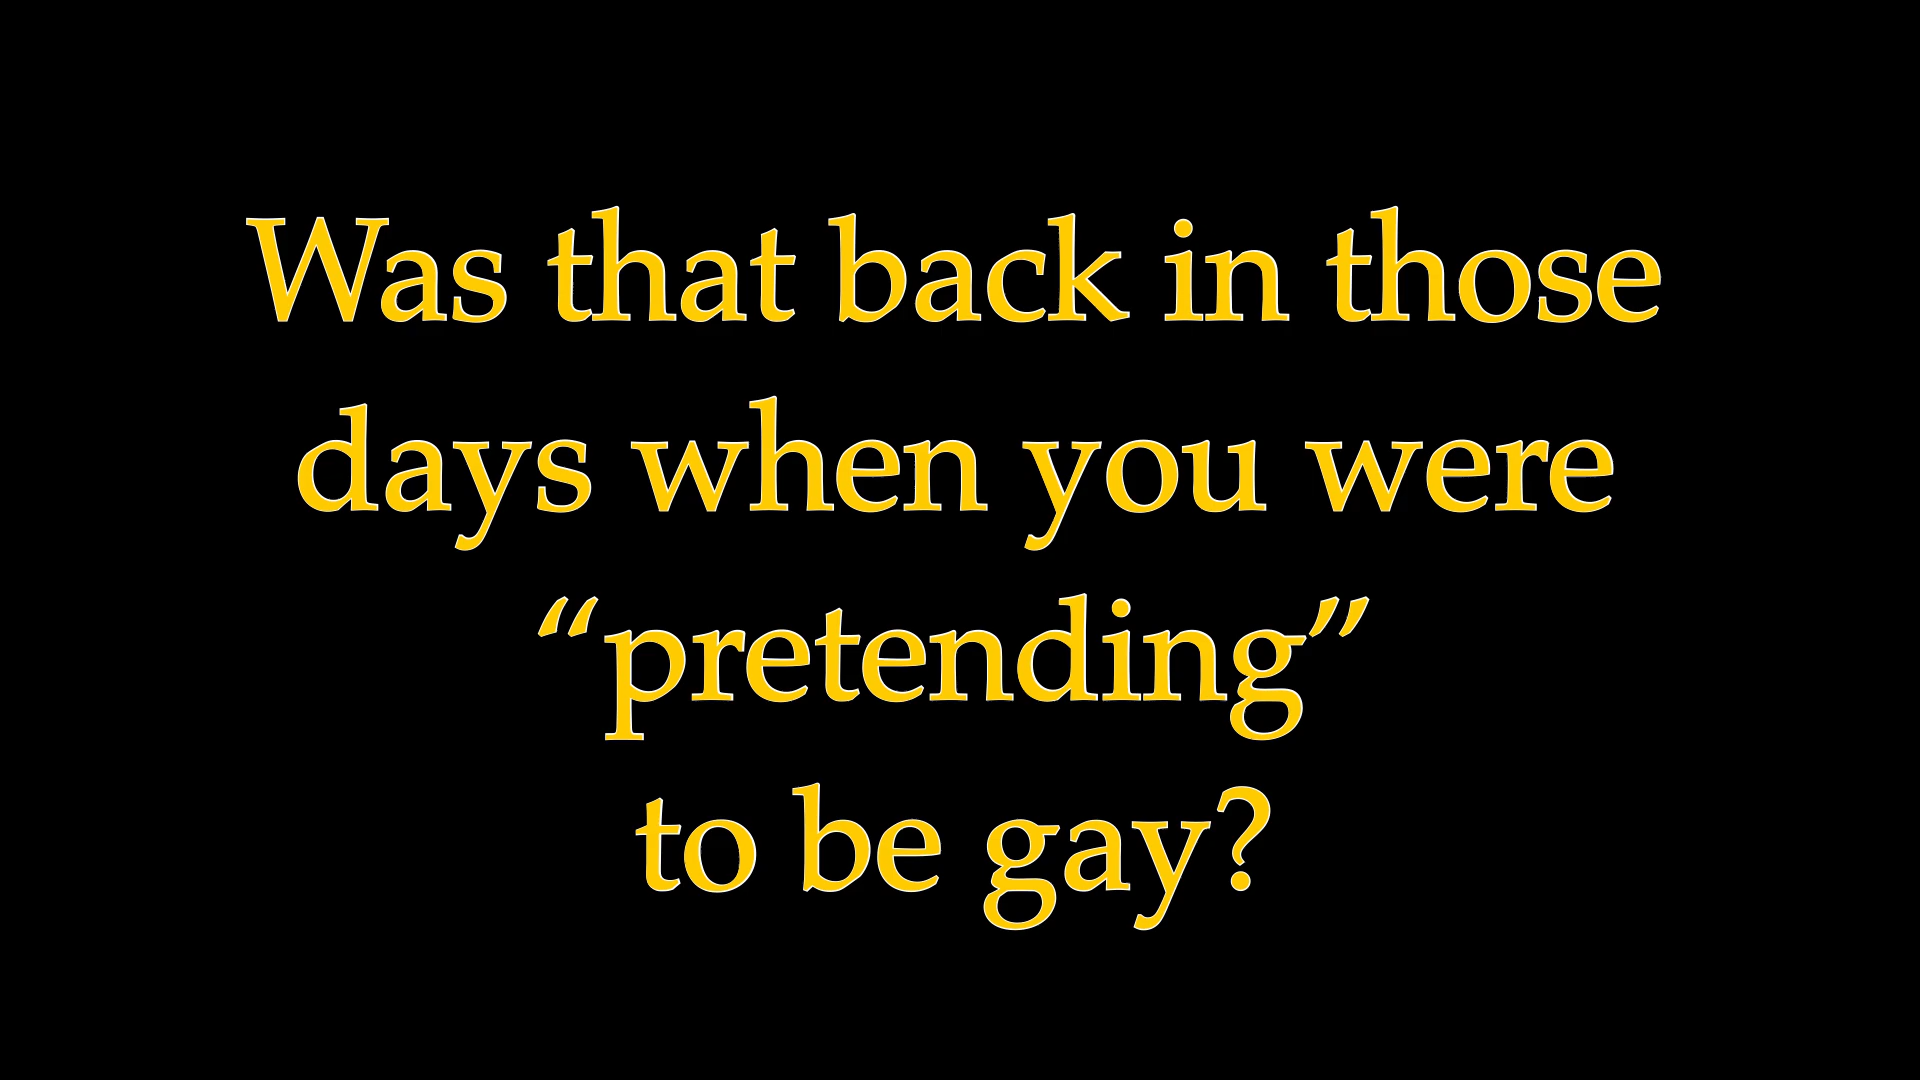 Was that back in those
days when you were
“pretending”
to be gay?